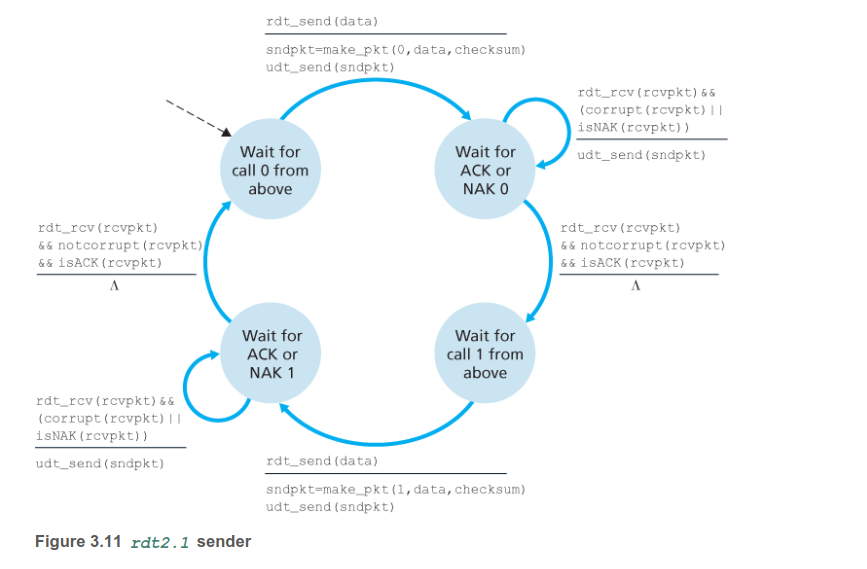 rdt_send(data)
sndpkt=make_pkt(0,data,checksum)
udt_send(sndpkt)
rdt_rcv(rcvpkt)&&
(corrupt(rcvpkt)||
isNAK(rcvpkt))
udt_send(sndpkt)
Wait for
call 0 from
above
Wait for
ACK or
NAK 0
rdt_rcv(rcvpkt)
&& notcorrupt(rcvpkt)
&& isACK(rcvpkt)
Λ
rdt_rcv(rcvpkt)
&& notcorrupt(rcvpkt)
&& isACK(rcvpkt)
Λ
Wait for
ACK or
NAK 1
Wait for
call 1 from
above
rdt_rcv(rcvpkt)&&
(corrupt(rcvpkt)||
isNAK(rcvpkt))
udt_send(sndpkt)
rdt_send(data)
sndpkt=make_pkt(1,data,checksum)
udt_send(sndpkt)
Figure 3.11 rdt2.1 sender